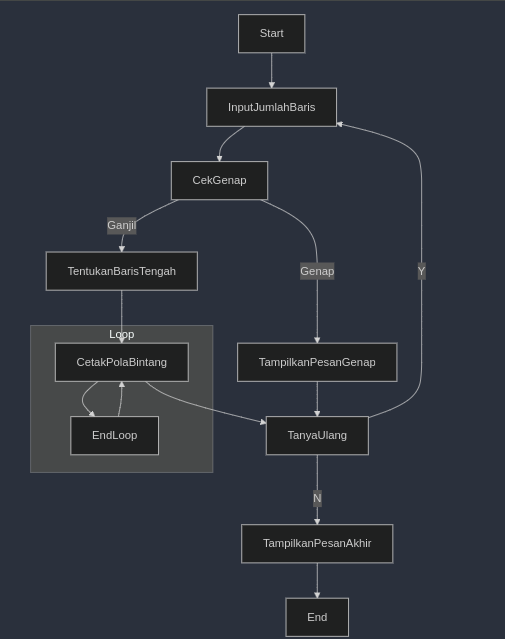 Start
InputJumlahBaris
CekGenap
Ganjil
TentukanBarisTengah
Genap
Y
Loop
CetakPolaBintang
TampilkanPesanGenap
EndLoop
TanyaUlang
N
TampilkanPesanAkhir
End